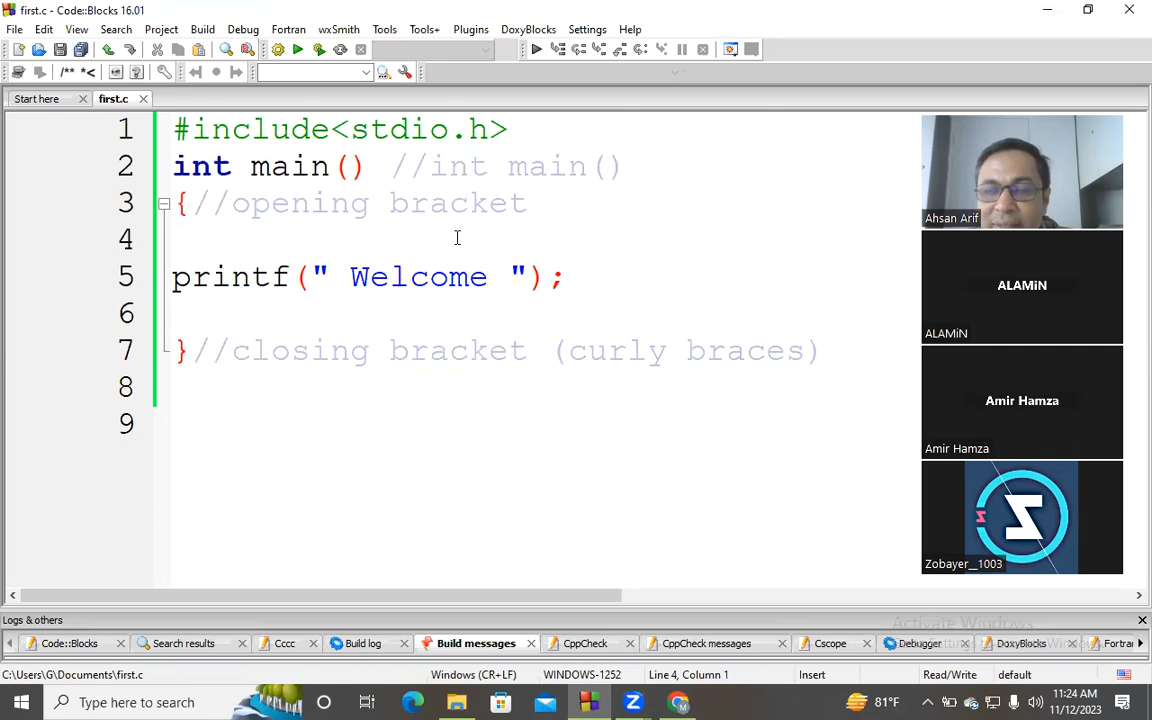 first.c - Code::Blocks 16.01
File Edit View Search Project Build Debug Fortran wxSmith Tools Tools+ Plugins DoxyBlocks Settings Help
/** *<
Start here first.c
1 #include<stdio.h>
2 int main() //int main()
3 {//opening bracket
4
5 printf(" Welcome ");
6
7 }//closing bracket (curly braces)
8
9
Ahsan Arif
ALAMiN
ALAMiN
Amir Hamza
Amir Hamza
Zobayer__1003
Logs & others
Activate Windows
Code::Blocks Search results Cccc Build log Build messages CppCheck CppCheck messages Cscope Debugger DoxyBlocks Fortra
C:\Users\G\Documents\first.c Windows (CR+LF) WINDOWS-1252 Line 4, Column 1 Insert Read/Write default
Type here to search
81°F
11:24 AM
11/12/2023